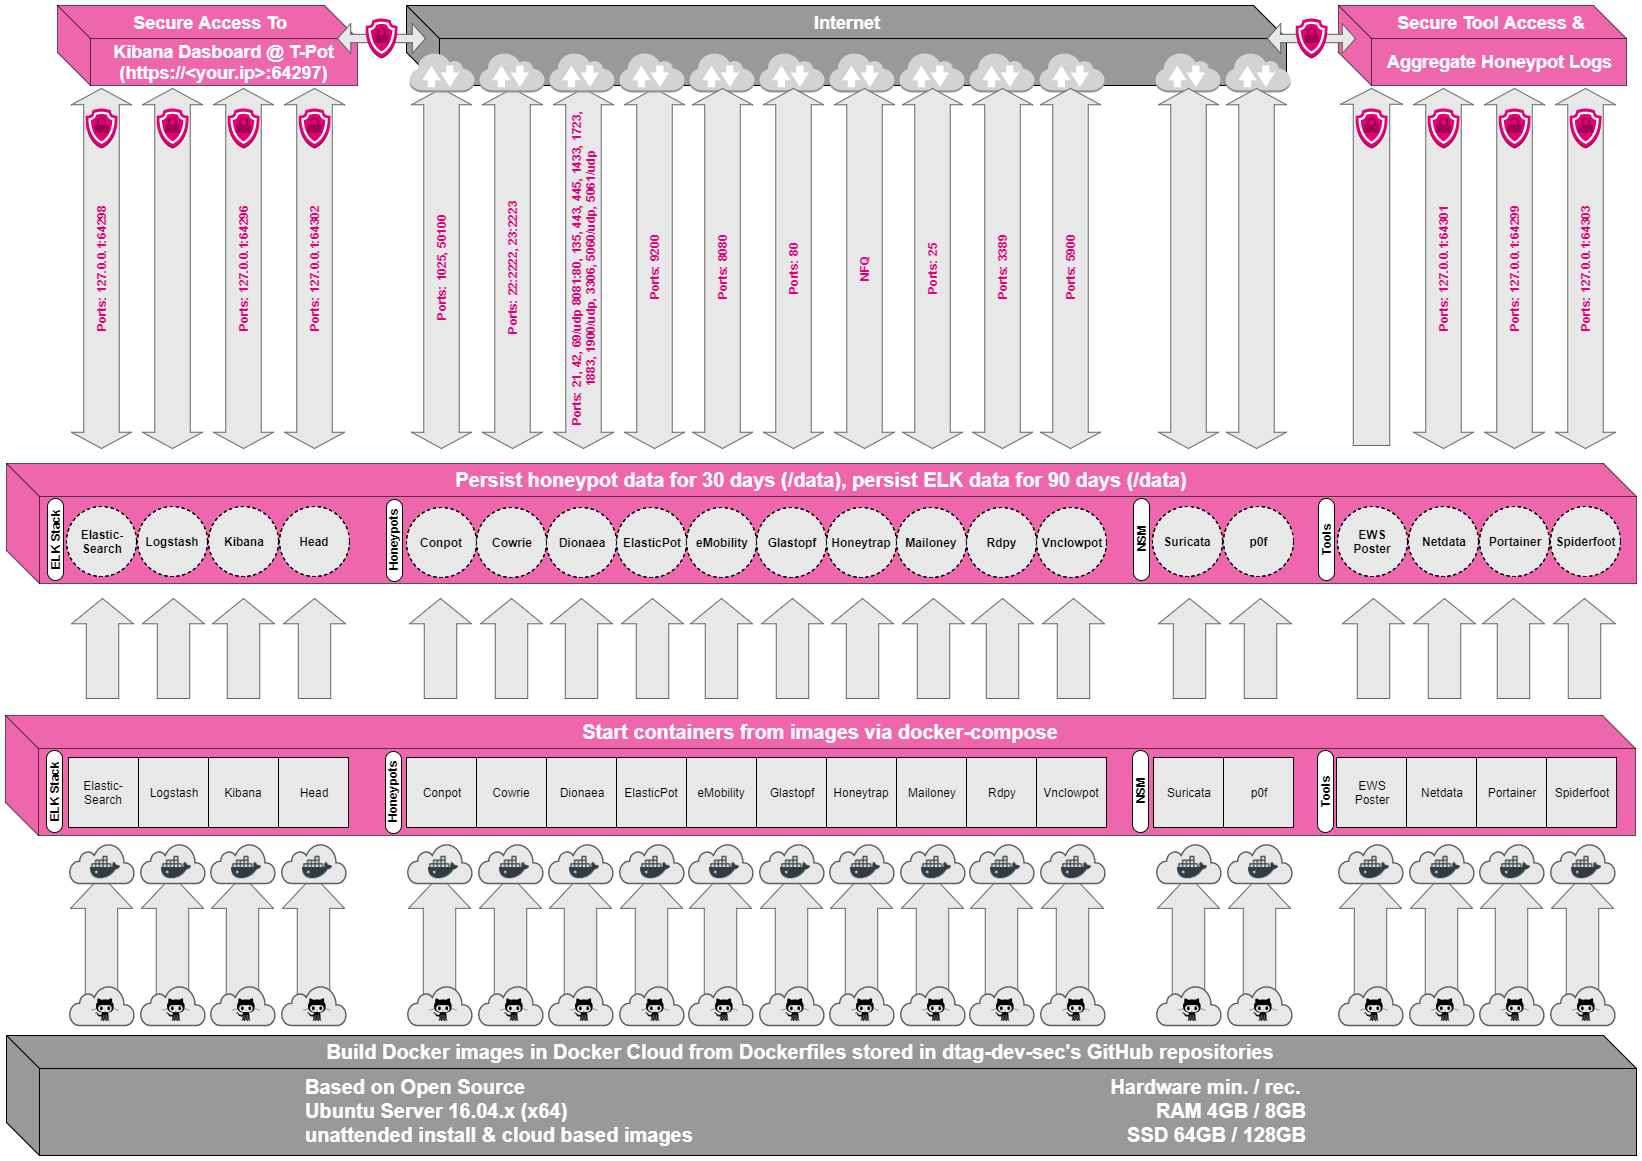 Secure Access To
Kibana Dasboard @ T-Pot
(https://<your.ip>:64297)
Internet
Secure Tool Access &
Aggregate Honeypot Logs
Ports: 127.0.0.1:64298
Ports: 127.0.0.1:64296
Ports: 127.0.0.1:64302
Ports: 1025, 50100
Ports: 22:2222, 23:2223
Ports: 21, 42, 69/udp 8081:80, 135, 443, 445, 1433, 1723,
1883, 1900/udp, 3306, 5060/udp, 5061/udp
Ports: 9200
Ports: 8080
Ports: 80
NFQ
Ports: 25
Ports: 3389
Ports: 5900
Ports: 127.0.0.1:64301
Ports: 127.0.0.1:64299
Ports: 127.0.0.1:64303
Persist honeypot data for 30 days (/data), persist ELK data for 90 days (/data)
ELK Stack
Elastic-
Search
Logstash
Kibana
Head
Honeypots
Conpot
Cowrie
Dionaea
ElasticPot
eMobility
Glastopf
Honeytrap
Mailoney
Rdpy
Vnclowpot
NSM
Suricata
p0f
Tools
EWS
Poster
Netdata
Portainer
Spiderfoot
Start containers from images via docker-compose
ELK Stack
Elastic-
Search
Logstash
Kibana
Head
Honeypots
Conpot
Cowrie
Dionaea
ElasticPot
eMobility
Glastopf
Honeytrap
Mailoney
Rdpy
Vnclowpot
NSM
Suricata
p0f
Tools
EWS
Poster
Netdata
Portainer
Spiderfoot
Build Docker images in Docker Cloud from Dockerfiles stored in dtag-dev-sec's GitHub repositories
Based on Open Source
Ubuntu Server 16.04.x (x64)
unattended install & cloud based images
Hardware min. / rec.
RAM 4GB / 8GB
SSD 64GB / 128GB